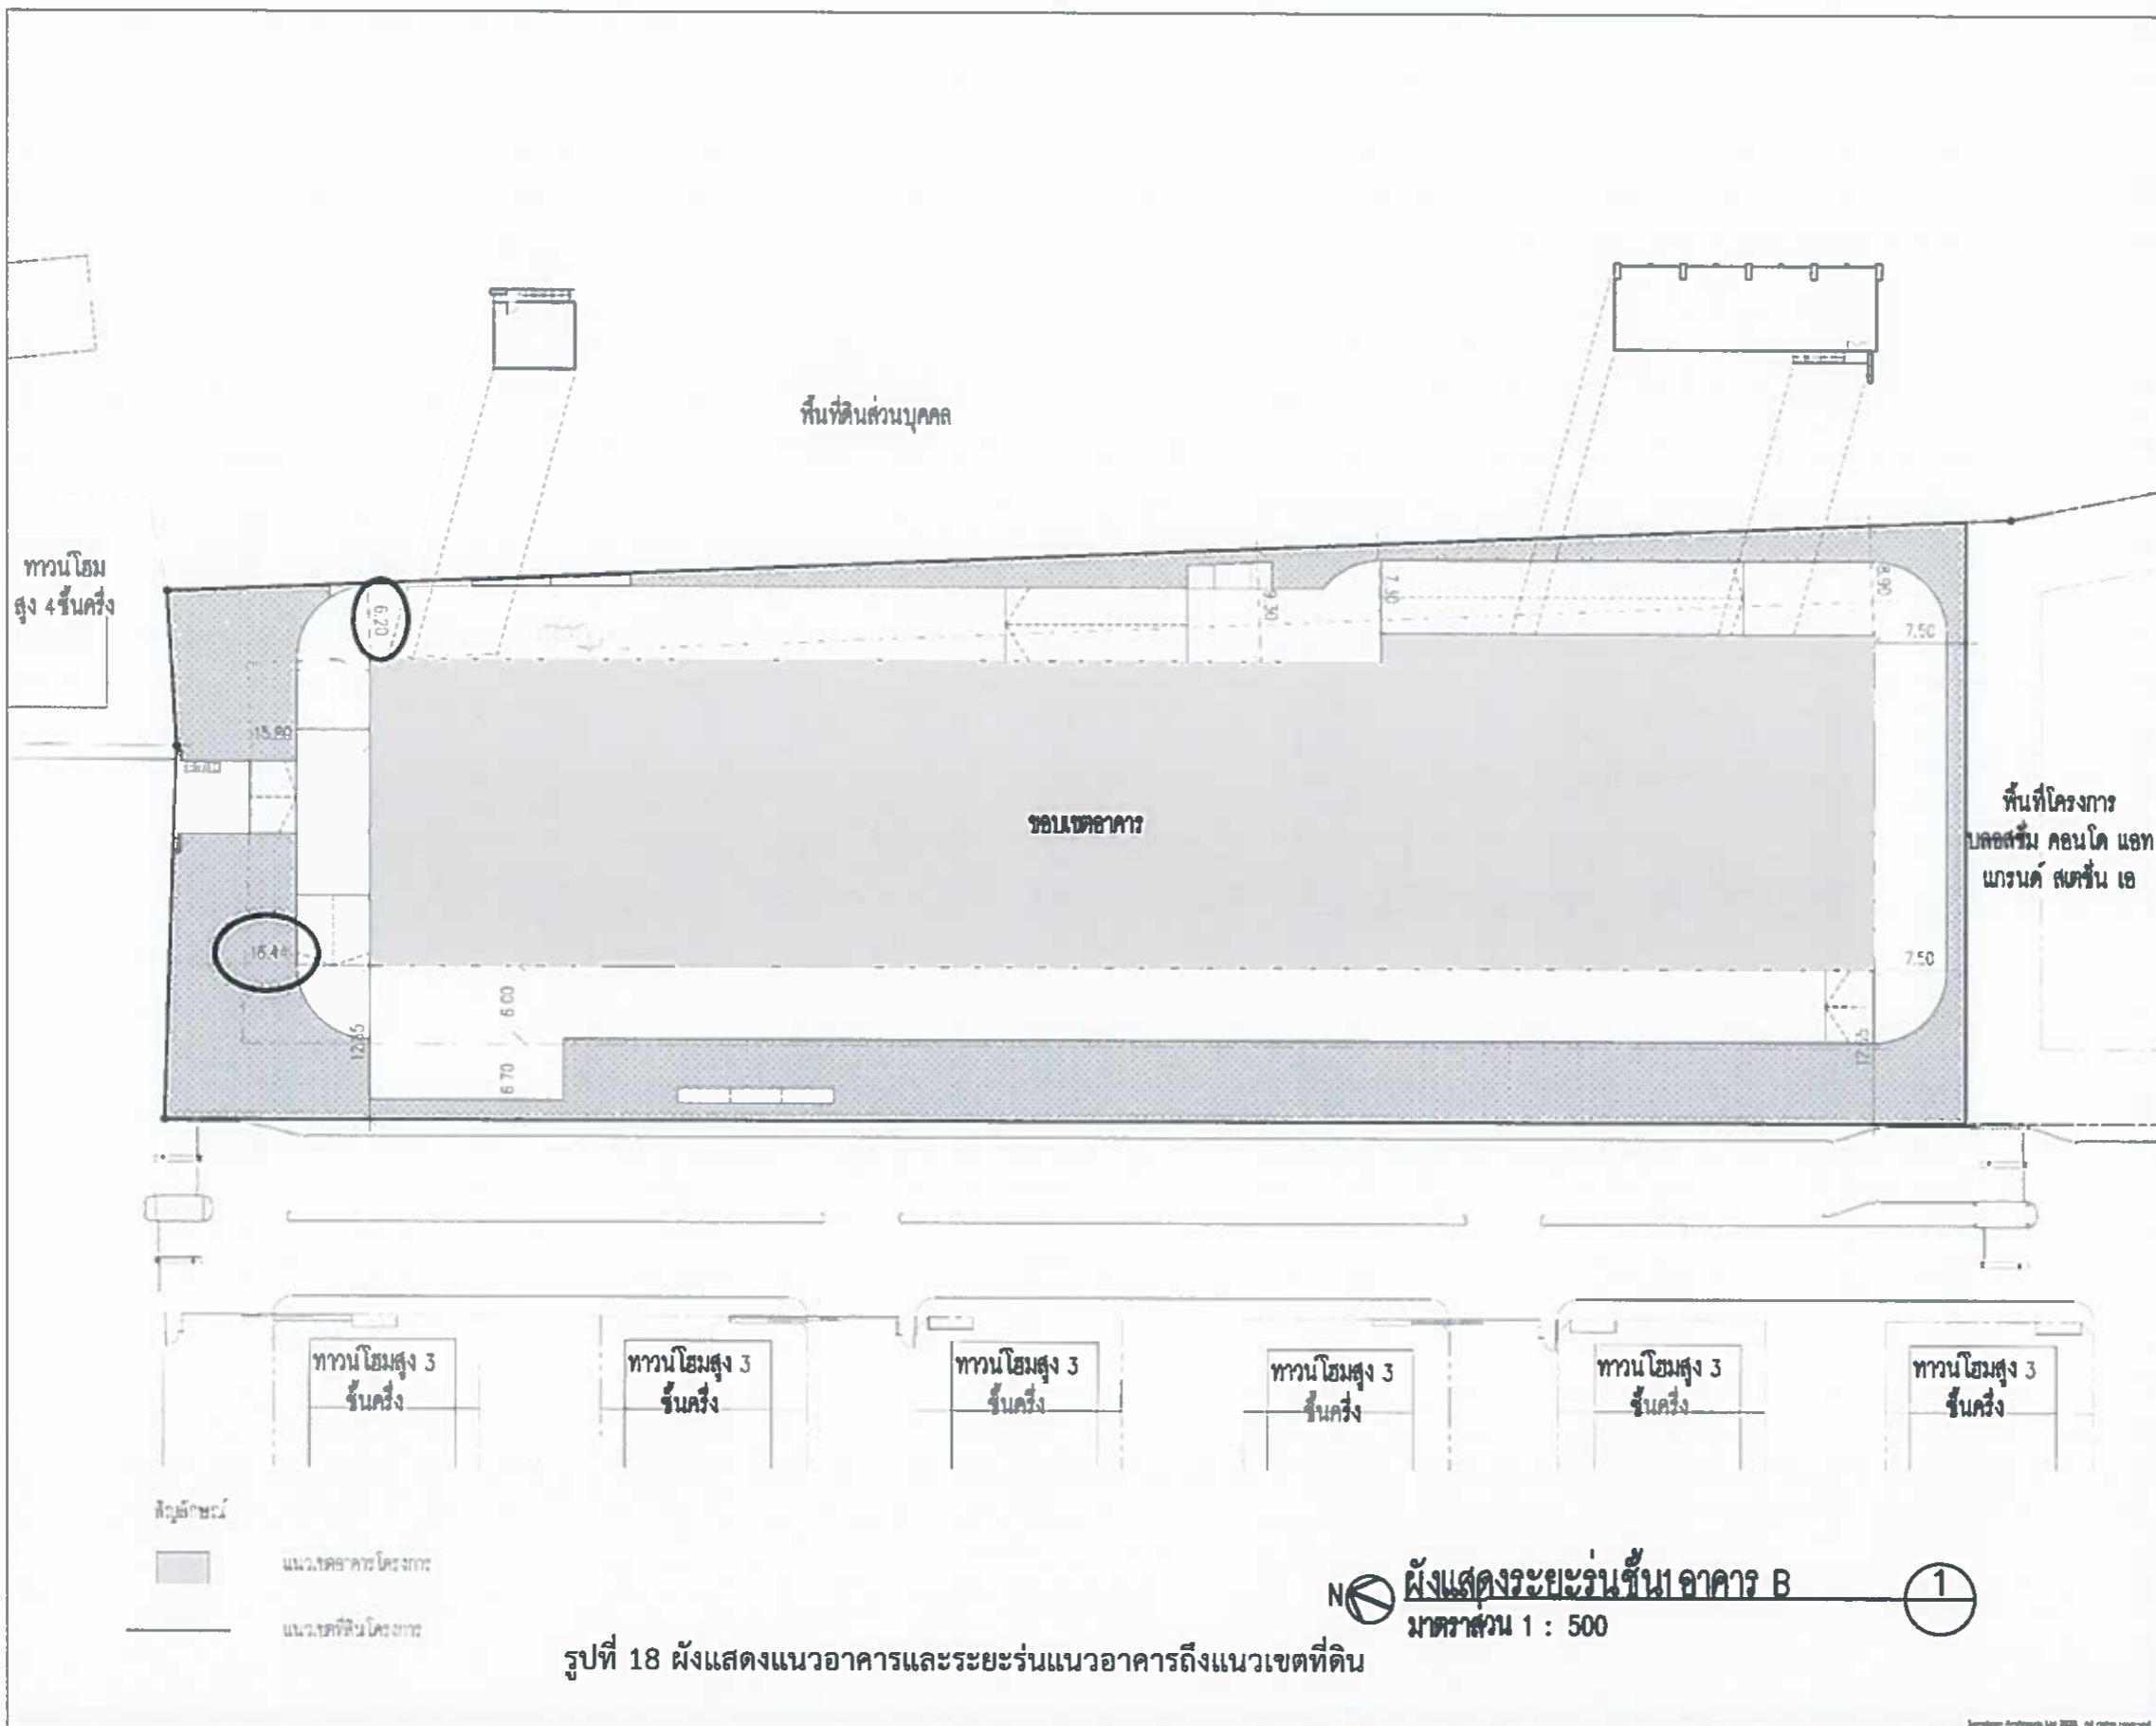 พื้นที่ดินส่วนบุคคล
ทาวน์โฮม
สูง 4 ชั้นครึ่ง
6.20
9.30
7.90
8.90
7.50
15.80
ขอบเขตอาคาร
พื้นที่โครงการ
บลอสซั่ม คอนโด แอท
แกรนด์ สเตชั่น เอ
7.50
6.00
12.65
6.70
12.65
ทาวน์โฮมสูง 3
ชั้นครึ่ง
ทาวน์โฮมสูง 3
ชั้นครึ่ง
ทาวน์โฮมสูง 3
ชั้นครึ่ง
ทาวน์โฮมสูง 3
ชั้นครึ่ง
ทาวน์โฮมสูง 3
ชั้นครึ่ง
ทาวน์โฮมสูง 3
ชั้นครึ่ง
สัญลักษณ์
แนวเขตอาคารโครงการ
แนวเขตที่ดินโครงการ
N
ผังแสดงระยะร่นชั้น1 อาคาร B
1
มาตราส่วน 1 : 500
รูปที่ 18 ผังแสดงแนวอาคารและระยะร่นแนวอาคารถึงแนวเขตที่ดิน